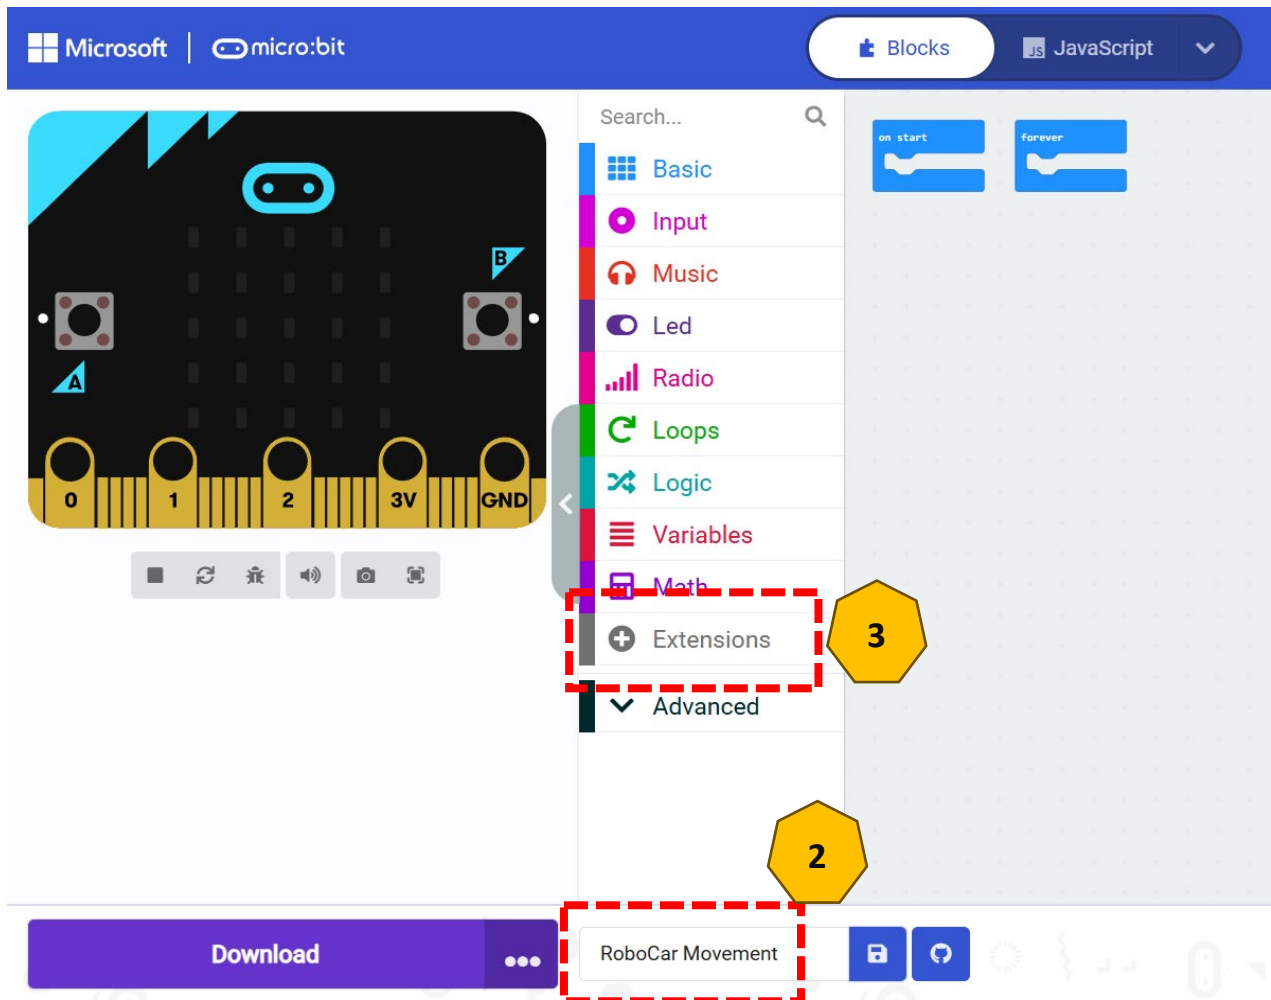 Microsoft micro:bit
Blocks
JS JavaScript
Search...
Basic
Input
Music
Led
Radio
Loops
Logic
Variables
Math
Extensions
Advanced
on start
forever
B
A
0 1 2 3V GND
3
2
Download
RoboCar Movement